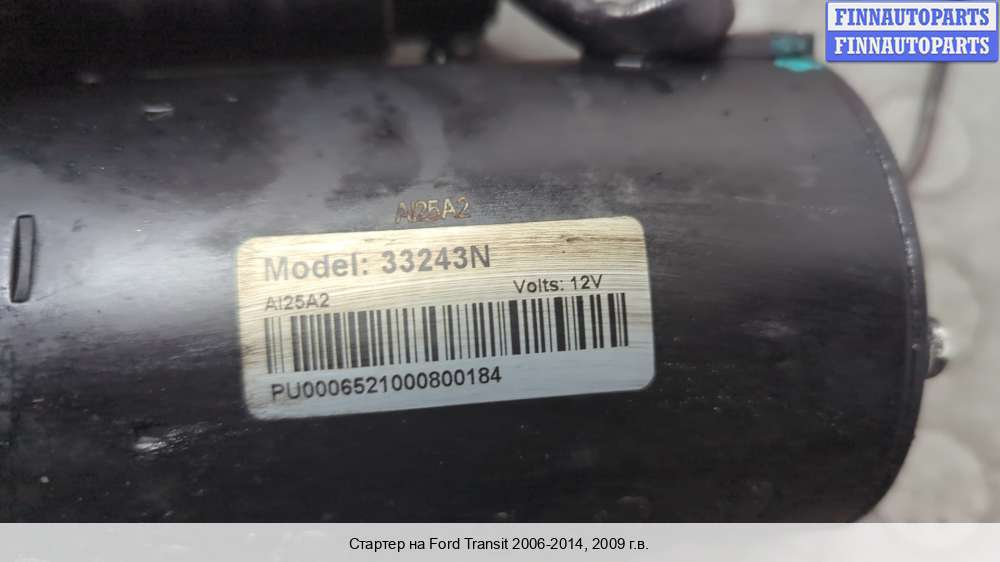 FINNAUTOPARTS
FINNAUTOPARTS
AI25A2
Model: 33243N
AI25A2
Volts: 12V
PU0006521000800184
Стартер на Ford Transit 2006-2014, 2009 г.в.